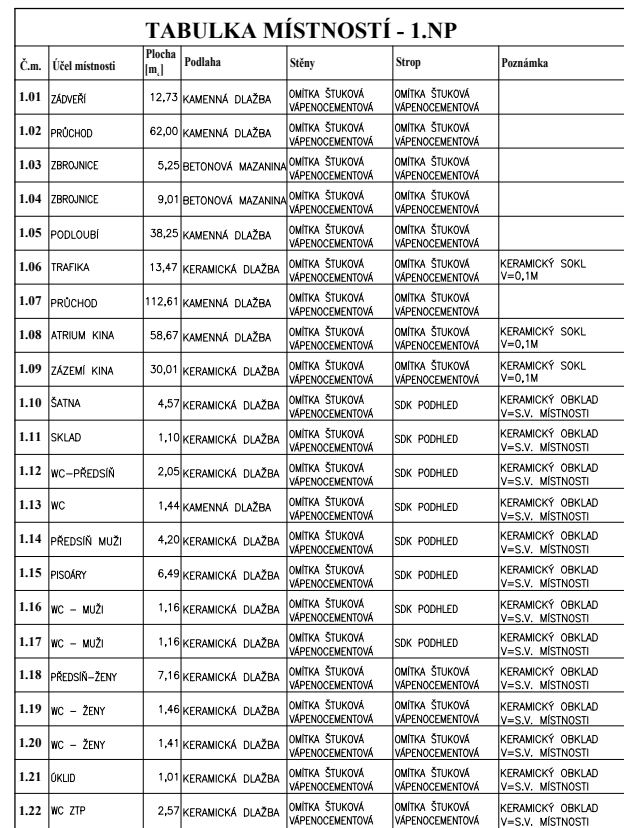 TABULKA MÍSTNOSTÍ - 1.NP
Č.m. Účel místnosti Plocha [m²] Podlaha Stěny Strop Poznámka
1.01 ZÁDVEŘÍ 12,73 KAMENNÁ DLAŽBA OMÍTKA ŠTUKOVÁ VÁPENOCEMENTOVÁ OMÍTKA ŠTUKOVÁ VÁPENOCEMENTOVÁ
1.02 PRŮCHOD 62,00 KAMENNÁ DLAŽBA OMÍTKA ŠTUKOVÁ VÁPENOCEMENTOVÁ OMÍTKA ŠTUKOVÁ VÁPENOCEMENTOVÁ
1.03 ZBROJNICE 5,25 BETONOVÁ MAZANINA OMÍTKA ŠTUKOVÁ VÁPENOCEMENTOVÁ OMÍTKA ŠTUKOVÁ VÁPENOCEMENTOVÁ
1.04 ZBROJNICE 9,01 BETONOVÁ MAZANINA OMÍTKA ŠTUKOVÁ VÁPENOCEMENTOVÁ OMÍTKA ŠTUKOVÁ VÁPENOCEMENTOVÁ
1.05 PODLOUBÍ 38,25 KAMENNÁ DLAŽBA OMÍTKA ŠTUKOVÁ VÁPENOCEMENTOVÁ OMÍTKA ŠTUKOVÁ VÁPENOCEMENTOVÁ
1.06 TRAFIKA 13,47 KERAMICKÁ DLAŽBA OMÍTKA ŠTUKOVÁ VÁPENOCEMENTOVÁ OMÍTKA ŠTUKOVÁ VÁPENOCEMENTOVÁ KERAMICKÝ SOKL V=0,1M
1.07 PRŮCHOD 112,61 KAMENNÁ DLAŽBA OMÍTKA ŠTUKOVÁ VÁPENOCEMENTOVÁ OMÍTKA ŠTUKOVÁ VÁPENOCEMENTOVÁ
1.08 ATRIUM KINA 58,67 KAMENNÁ DLAŽBA OMÍTKA ŠTUKOVÁ VÁPENOCEMENTOVÁ OMÍTKA ŠTUKOVÁ VÁPENOCEMENTOVÁ KERAMICKÝ SOKL V=0,1M
1.09 ZÁZEMÍ KINA 30,01 KERAMICKÁ DLAŽBA OMÍTKA ŠTUKOVÁ VÁPENOCEMENTOVÁ OMÍTKA ŠTUKOVÁ VÁPENOCEMENTOVÁ KERAMICKÝ SOKL V=0,1M
1.10 ŠATNA 4,57 KERAMICKÁ DLAŽBA OMÍTKA ŠTUKOVÁ VÁPENOCEMENTOVÁ SDK PODHLED KERAMICKÝ OBKLAD V=S.V. MÍSTNOSTI
1.11 SKLAD 1,10 KERAMICKÁ DLAŽBA OMÍTKA ŠTUKOVÁ VÁPENOCEMENTOVÁ SDK PODHLED KERAMICKÝ OBKLAD V=S.V. MÍSTNOSTI
1.12 WC-PŘEDSÍŇ 2,05 KERAMICKÁ DLAŽBA OMÍTKA ŠTUKOVÁ VÁPENOCEMENTOVÁ SDK PODHLED KERAMICKÝ OBKLAD V=S.V. MÍSTNOSTI
1.13 WC 1,44 KAMENNÁ DLAŽBA OMÍTKA ŠTUKOVÁ VÁPENOCEMENTOVÁ SDK PODHLED KERAMICKÝ OBKLAD V=S.V. MÍSTNOSTI
1.14 PŘEDSÍŇ MUŽI 4,20 KERAMICKÁ DLAŽBA OMÍTKA ŠTUKOVÁ VÁPENOCEMENTOVÁ SDK PODHLED KERAMICKÝ OBKLAD V=S.V. MÍSTNOSTI
1.15 PISOÁRY 6,49 KERAMICKÁ DLAŽBA OMÍTKA ŠTUKOVÁ VÁPENOCEMENTOVÁ SDK PODHLED KERAMICKÝ OBKLAD V=S.V. MÍSTNOSTI
1.16 WC - MUŽI 1,16 KERAMICKÁ DLAŽBA OMÍTKA ŠTUKOVÁ VÁPENOCEMENTOVÁ SDK PODHLED KERAMICKÝ OBKLAD V=S.V. MÍSTNOSTI
1.17 WC - MUŽI 1,16 KERAMICKÁ DLAŽBA OMÍTKA ŠTUKOVÁ VÁPENOCEMENTOVÁ SDK PODHLED KERAMICKÝ OBKLAD V=S.V. MÍSTNOSTI
1.18 PŘEDSÍŇ-ŽENY 7,16 KERAMICKÁ DLAŽBA OMÍTKA ŠTUKOVÁ VÁPENOCEMENTOVÁ OMÍTKA ŠTUKOVÁ VÁPENOCEMENTOVÁ KERAMICKÝ OBKLAD V=S.V. MÍSTNOSTI
1.19 WC - ŽENY 1,46 KERAMICKÁ DLAŽBA OMÍTKA ŠTUKOVÁ VÁPENOCEMENTOVÁ OMÍTKA ŠTUKOVÁ VÁPENOCEMENTOVÁ KERAMICKÝ OBKLAD V=S.V. MÍSTNOSTI
1.20 WC - ŽENY 1,41 KERAMICKÁ DLAŽBA OMÍTKA ŠTUKOVÁ VÁPENOCEMENTOVÁ OMÍTKA ŠTUKOVÁ VÁPENOCEMENTOVÁ KERAMICKÝ OBKLAD V=S.V. MÍSTNOSTI
1.21 ÚKLID 1,01 KERAMICKÁ DLAŽBA OMÍTKA ŠTUKOVÁ VÁPENOCEMENTOVÁ OMÍTKA ŠTUKOVÁ VÁPENOCEMENTOVÁ KERAMICKÝ OBKLAD V=S.V. MÍSTNOSTI
1.22 WC ZTP 2,57 KERAMICKÁ DLAŽBA OMÍTKA ŠTUKOVÁ VÁPENOCEMENTOVÁ OMÍTKA ŠTUKOVÁ VÁPENOCEMENTOVÁ KERAMICKÝ OBKLAD V=S.V. MÍSTNOSTI